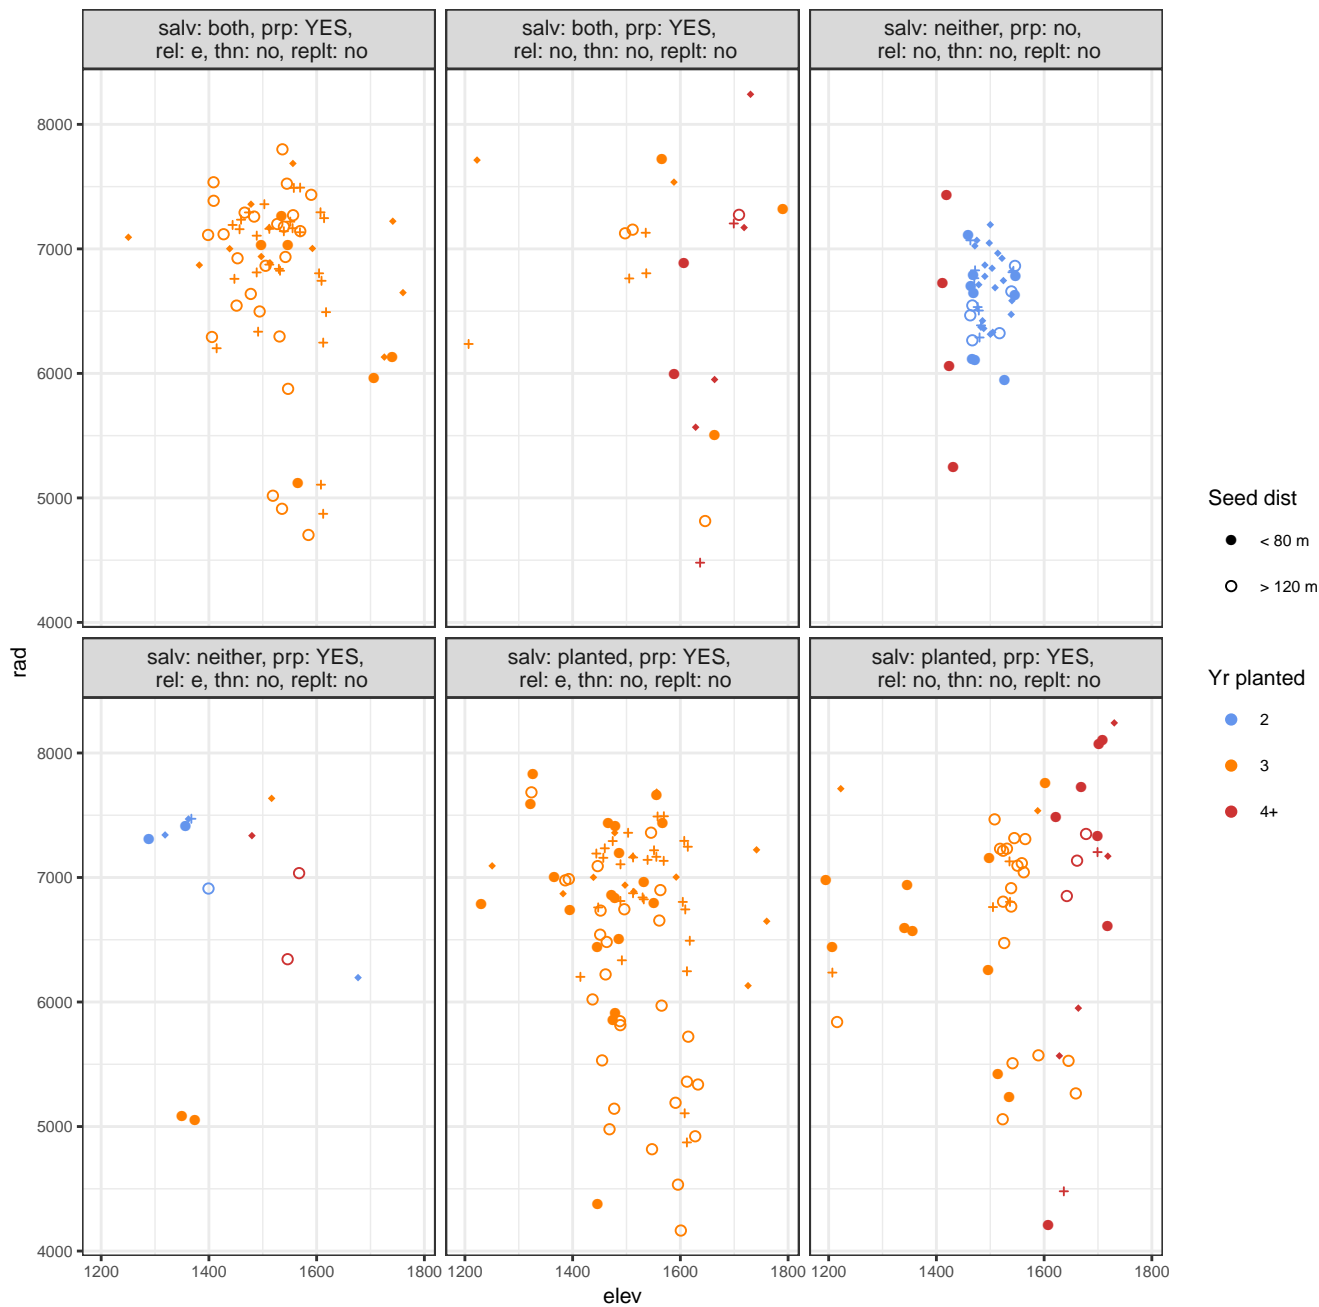 salv: both, prp: YES,
rel: e, thn: no, replt: no
salv: both, prp: YES,
rel: no, thn: no, replt: no
salv: neither, prp: no,
rel: no, thn: no, replt: no
8000
7000
6000
5000
4000
salv: neither, prp: YES,
rel: e, thn: no, replt: no
salv: planted, prp: YES,
rel: e, thn: no, replt: no
salv: planted, prp: YES,
rel: no, thn: no, replt: no
8000
7000
6000
5000
4000
1200 1400 1600 1800
1200 1400 1600 1800
1200 1400 1600 1800
elev
rad
Seed dist
< 80 m
> 120 m
Yr planted
2
3
4+